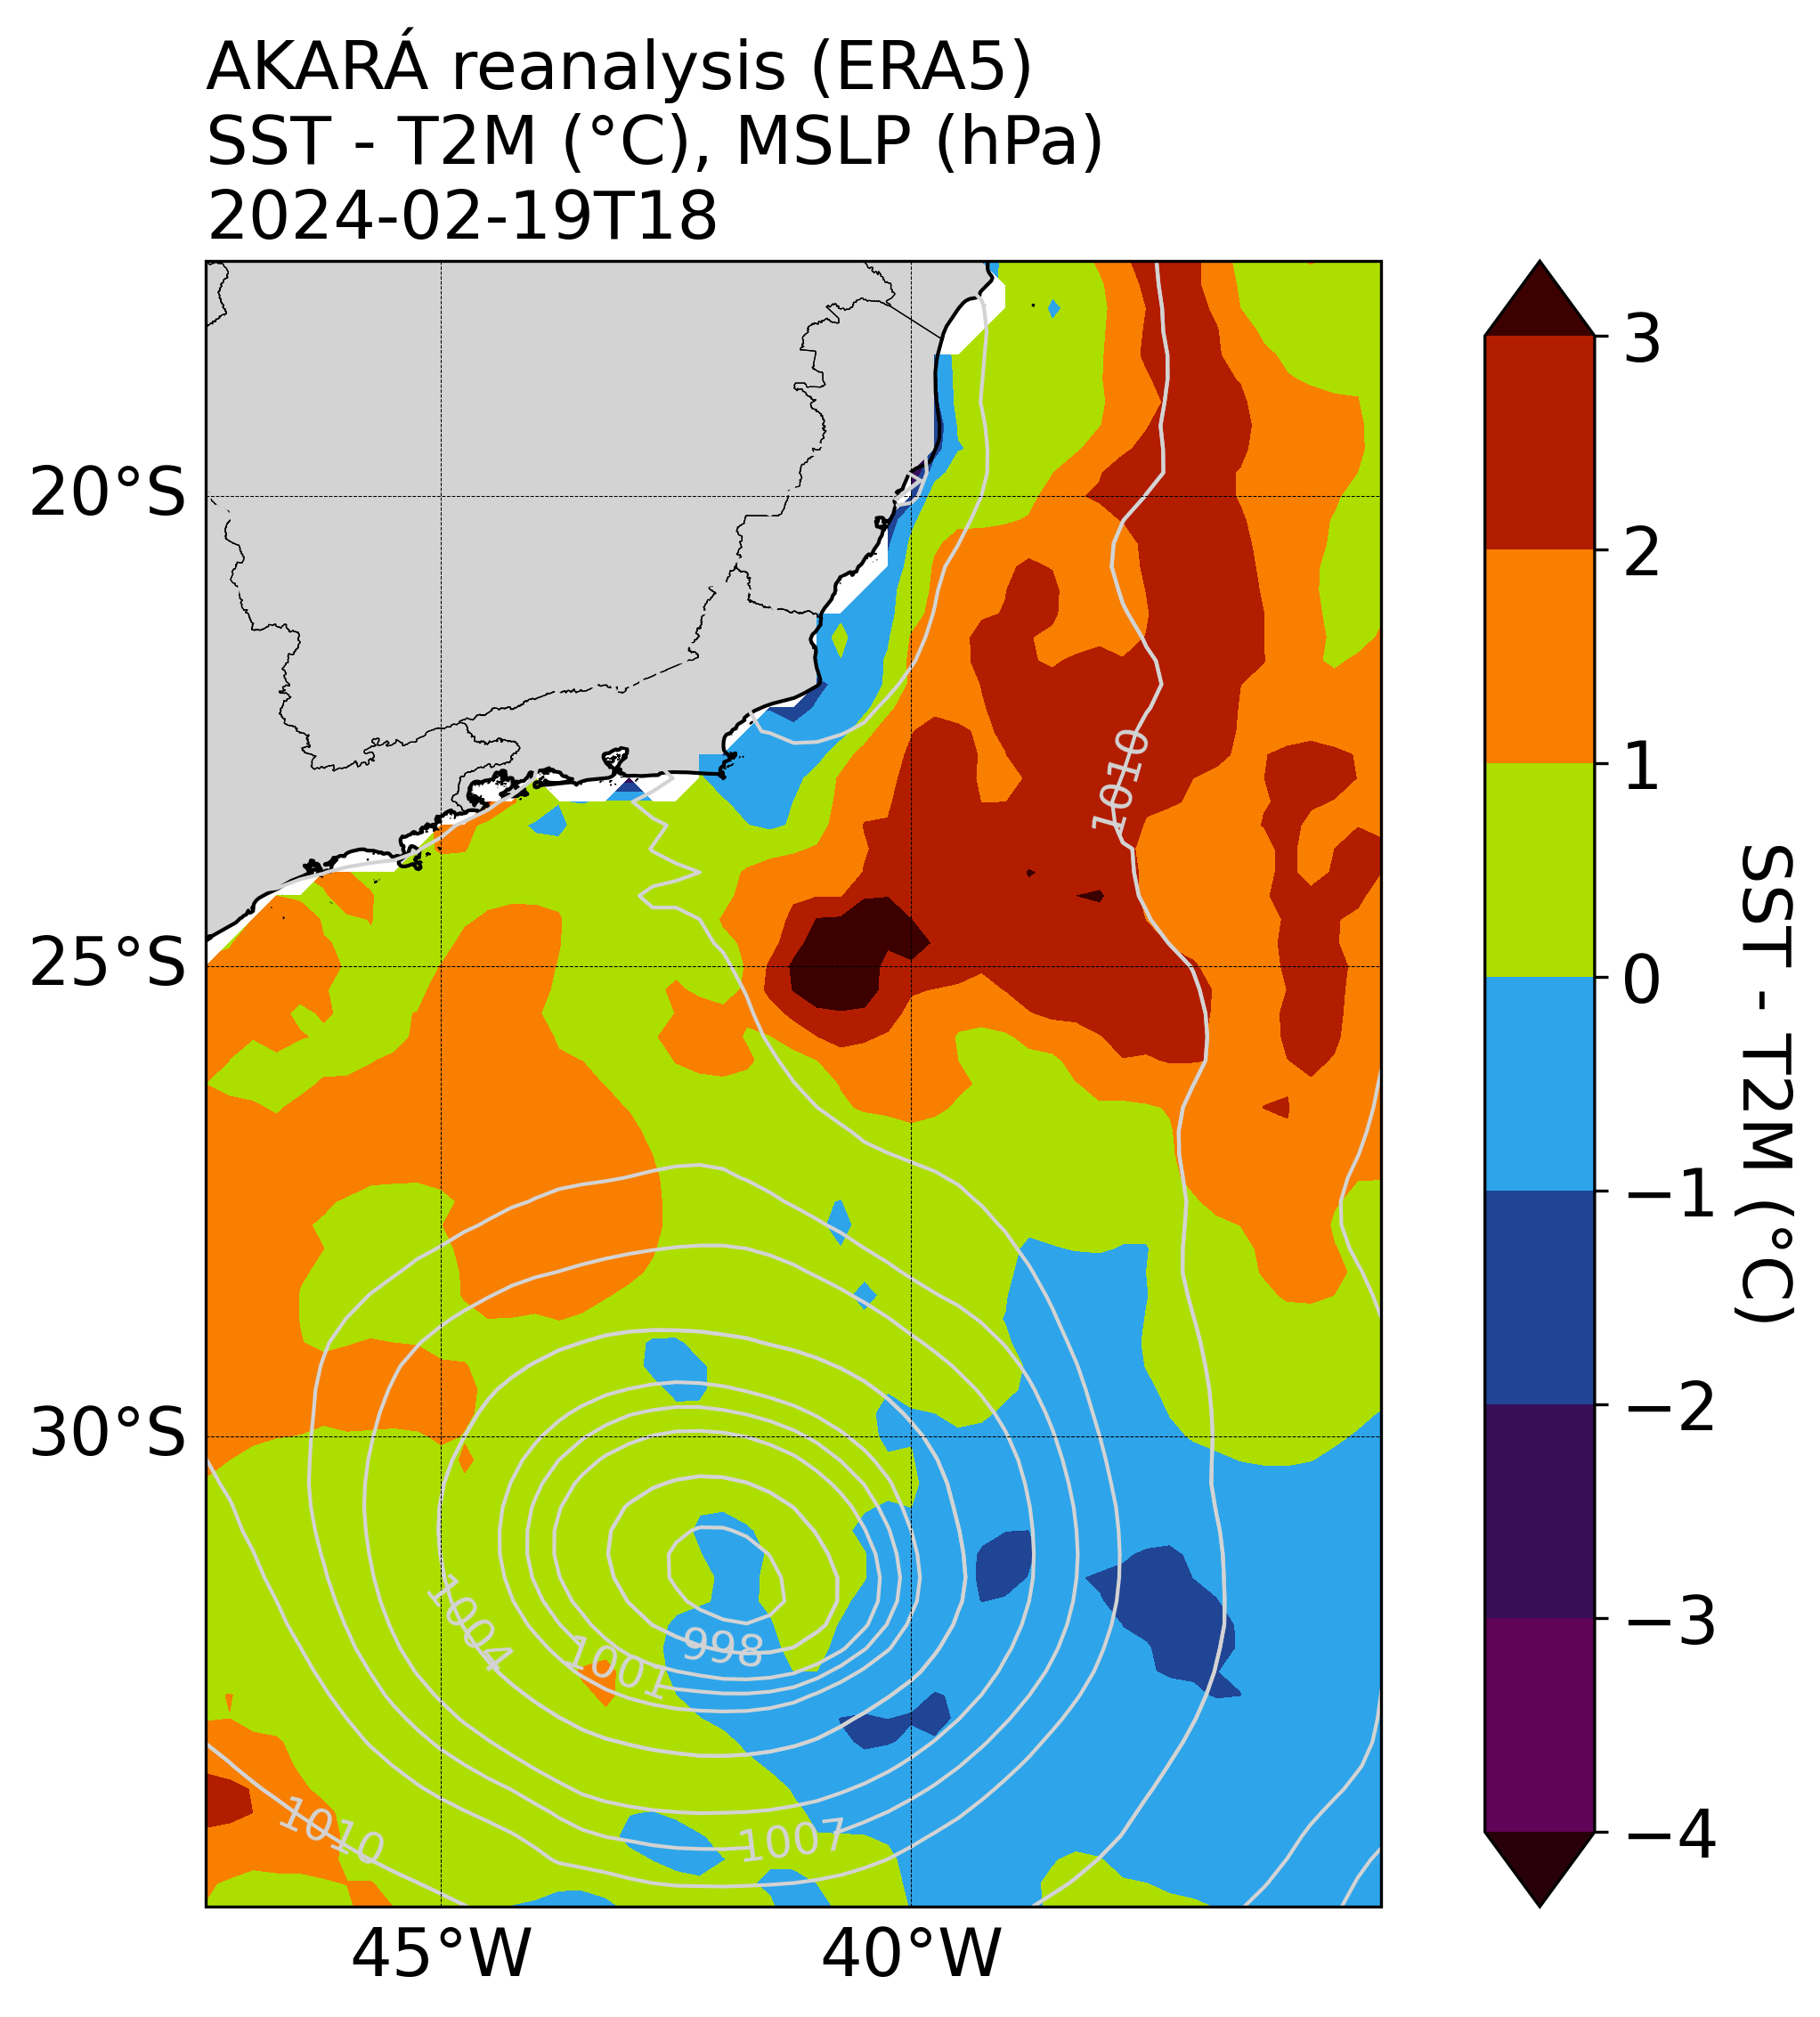 AKARÁ reanalysis (ERA5)
SST - T2M (°C), MSLP (hPa)
2024-02-19T18
20°S
25°S
30°S
45°W
40°W
1010
1004
1001
998
1007
1010
3
2
1
0
−1
−2
−3
−4
SST - T2M (°C)